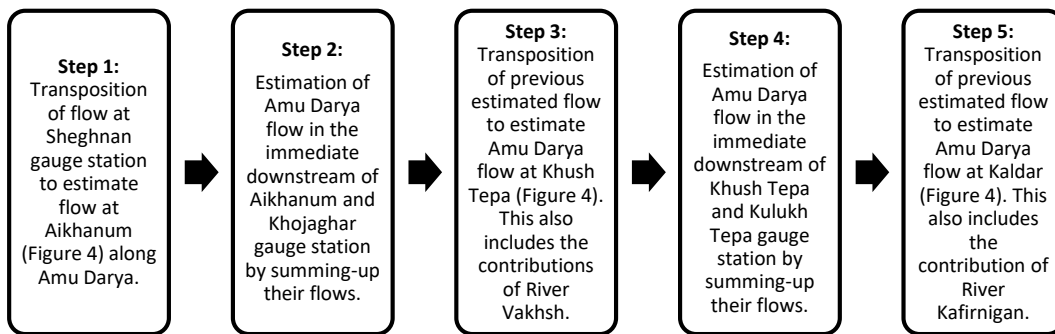 Step 1:
Transposition
of flow at
Sheghnan
gauge station
to estimate
flow at
Aikhanum
(Figure 4) along
Amu Darya.
Step 2:
Estimation of
Amu Darya
flow in the
immediate
downstream of
Aikhanum and
Khojaghar
gauge station
by summing-up
their flows.
Step 3:
Transposition
of previous
estimated flow
to estimate
Amu Darya
flow at Khush
Tepa (Figure 4).
This also
includes the
contributions
of River
Vakhsh.
Step 4:
Estimation of
Amu Darya
flow in the
immediate
downstream of
Khush Tepa
and Kulukh
Tepa gauge
station by
summing-up
their flows.
Step 5:
Transposition
of previous
estimated flow
to estimate
Amu Darya
flow at Kaldar
(Figure 4). This
also includes
the
contribution of
River
Kafirnigan.